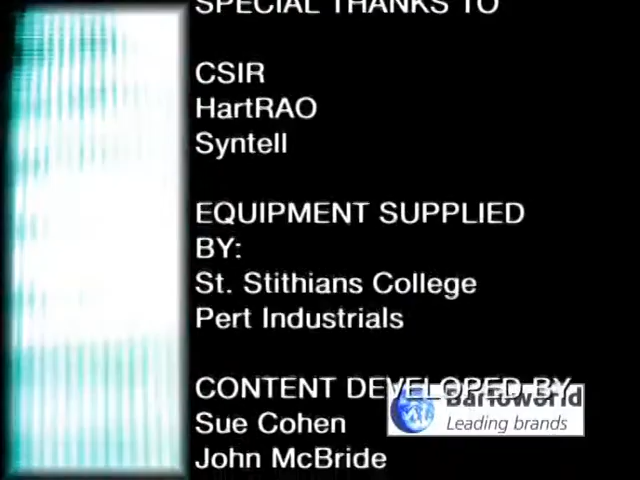 SPECIAL THANKS TO
CSIR
HartRAO
Syntell
EQUIPMENT SUPPLIED
BY:
St. Stithians College
Pert Industrials
CONTENT DEVELOPED BY
Sue Cohen
John McBride
Barloworld
Leading brands